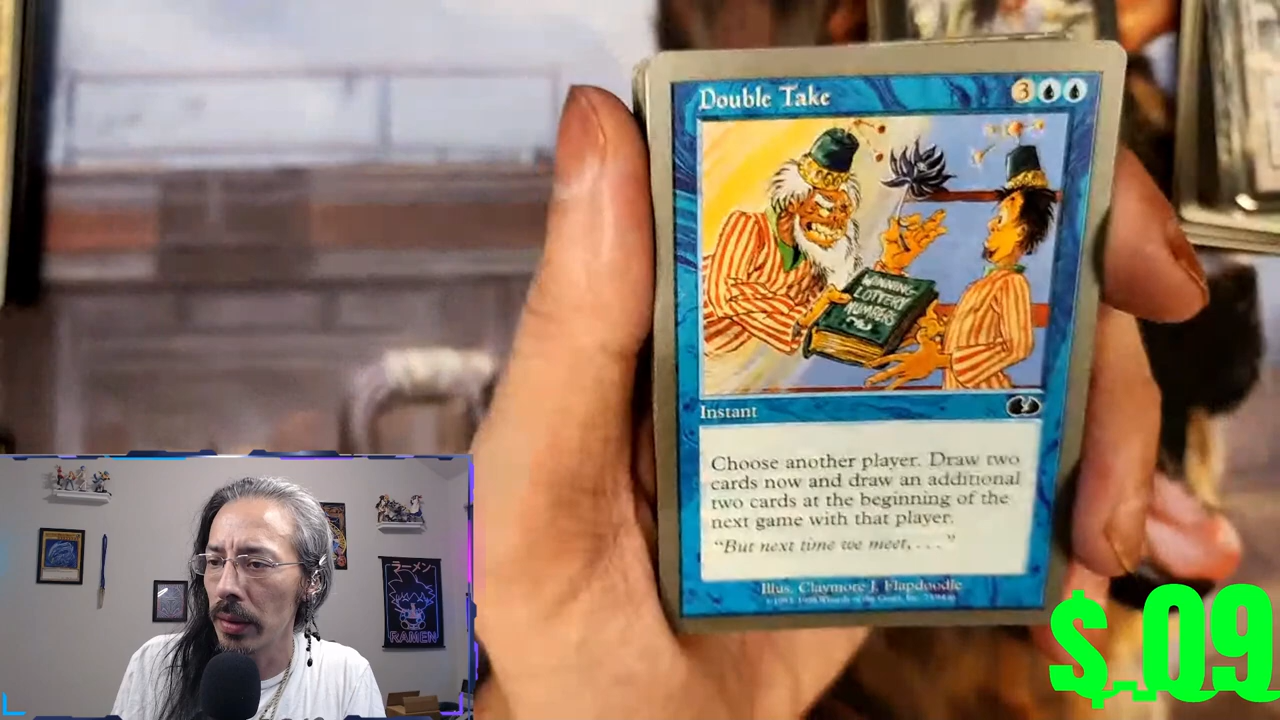 Double Take
3
WINNING
LOTTERY
NUMBERS
Instant
Choose another player. Draw two
cards now and draw an additional
two cards at the beginning of the
next game with that player.
"But next time we meet, . . ."
Illus. Claymore J. Flapdoodle
ラーメン
RAMEN
$.09